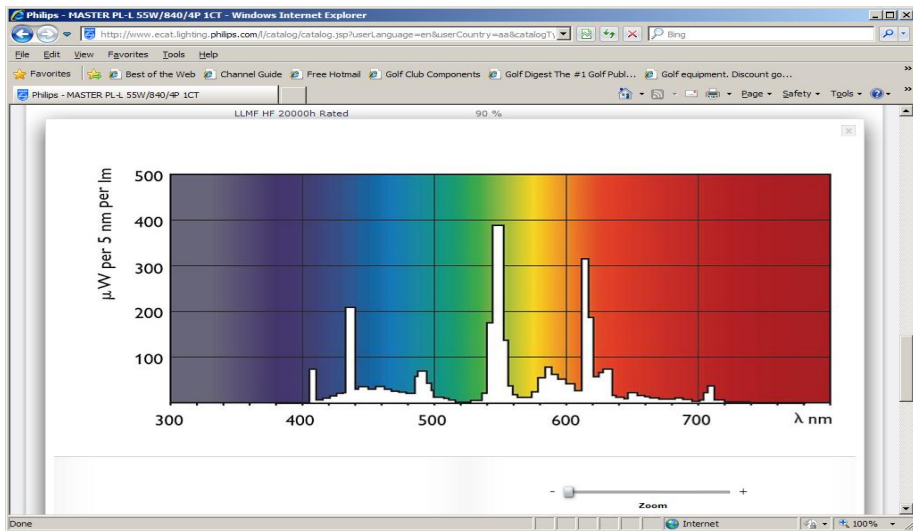 Philips - MASTER PL-L 55W/840/4P 1CT - Windows Internet Explorer
http://www.ecat.lighting.philips.com/l/catalog/catalog.jsp?userLanguage=en&userCountry=aa&catalogTy
Bing
File Edit View Favorites Tools Help
Favorites Best of the Web Channel Guide Free Hotmail Golf Club Components Golf Digest The #1 Golf Publ... Golf equipment. Discount go...
Philips - MASTER PL-L 55W/840/4P 1CT
Page Safety Tools
LLMF HF 20000h Rated 90 %
µW per 5 nm per lm
500
400
300
200
100
300 400 500 600 700 λ nm
- +
Zoom
Done Internet 100%